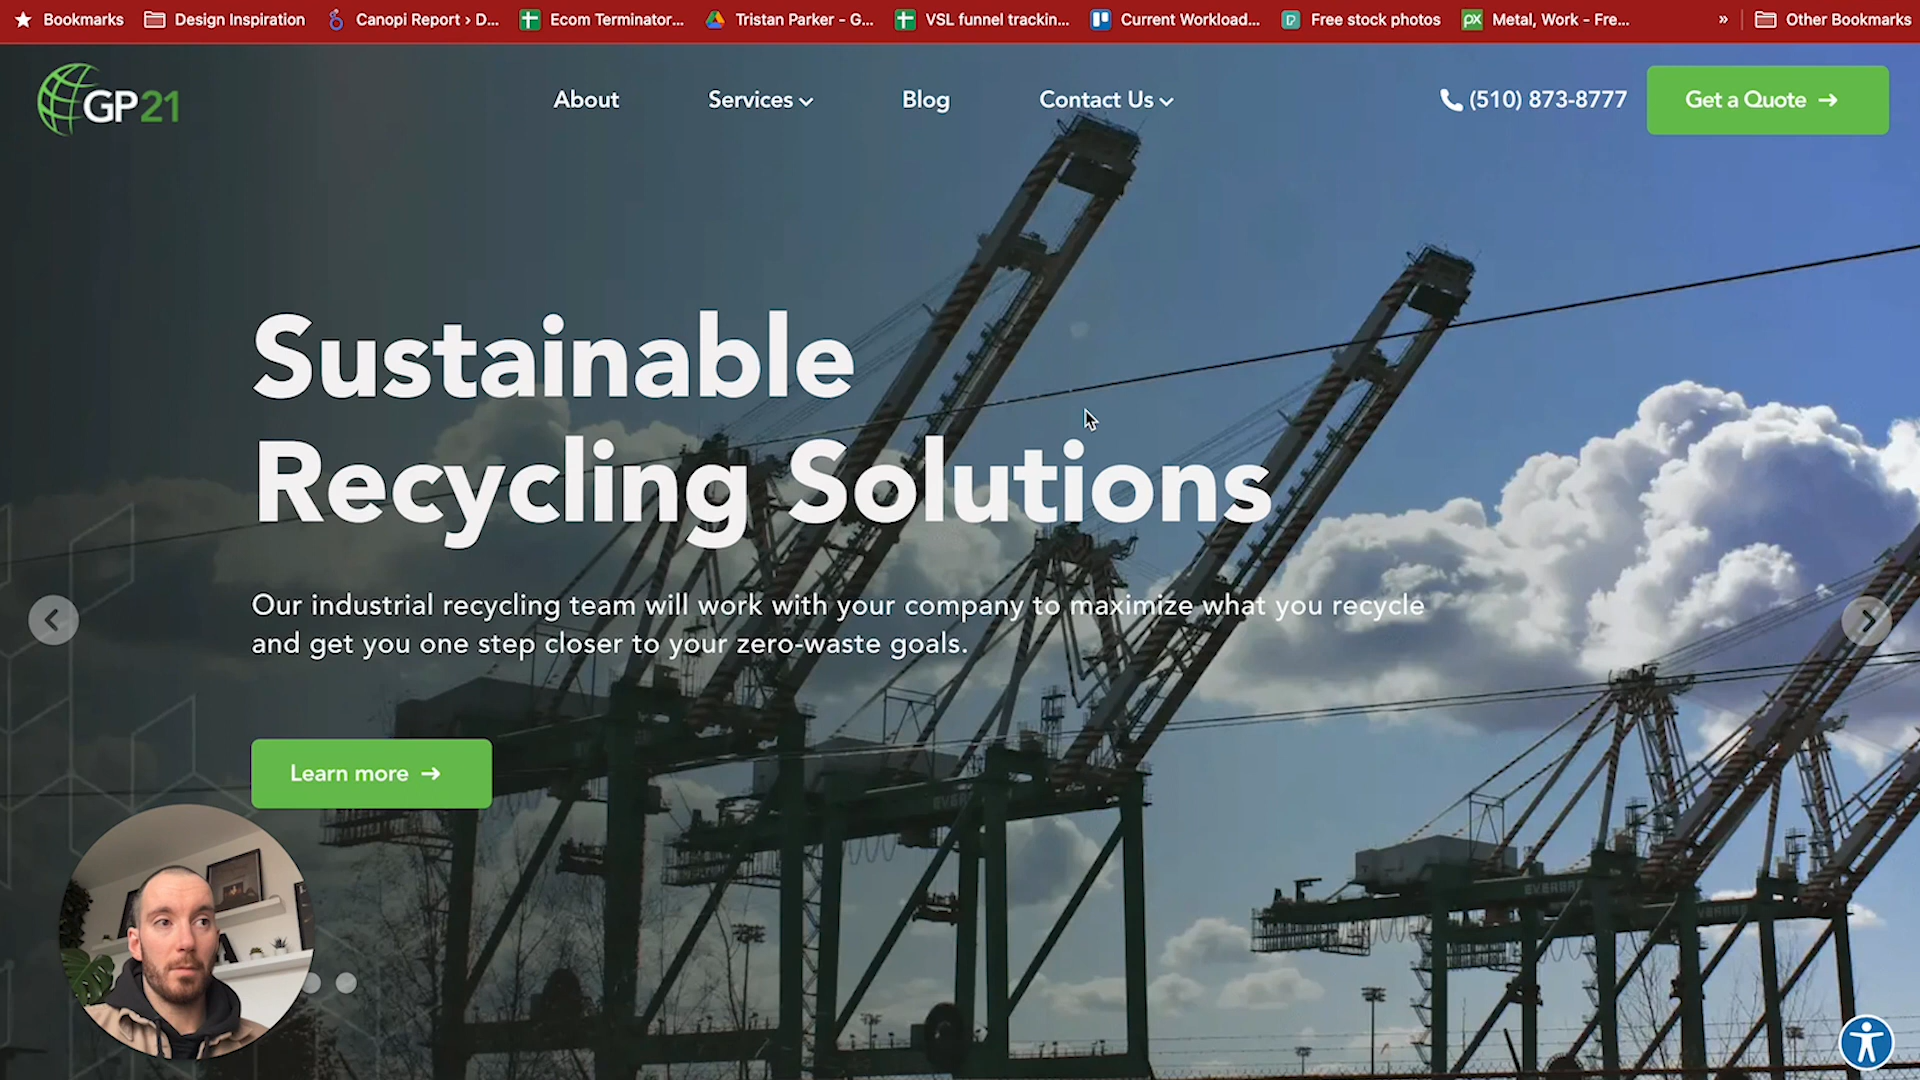 Bookmarks
Design Inspiration
Canopi Report › D...
Ecom Terminator...
Tristan Parker - G...
VSL funnel trackin...
Current Workload...
Free stock photos
Metal, Work - Fre...
»
Other Bookmarks
GP21
About
Services
Blog
Contact Us
(510) 873-8777
Get a Quote →
Sustainable
Recycling Solutions
Our industrial recycling team will work with your company to maximize what you recycle
and get you one step closer to your zero-waste goals.
Learn more →